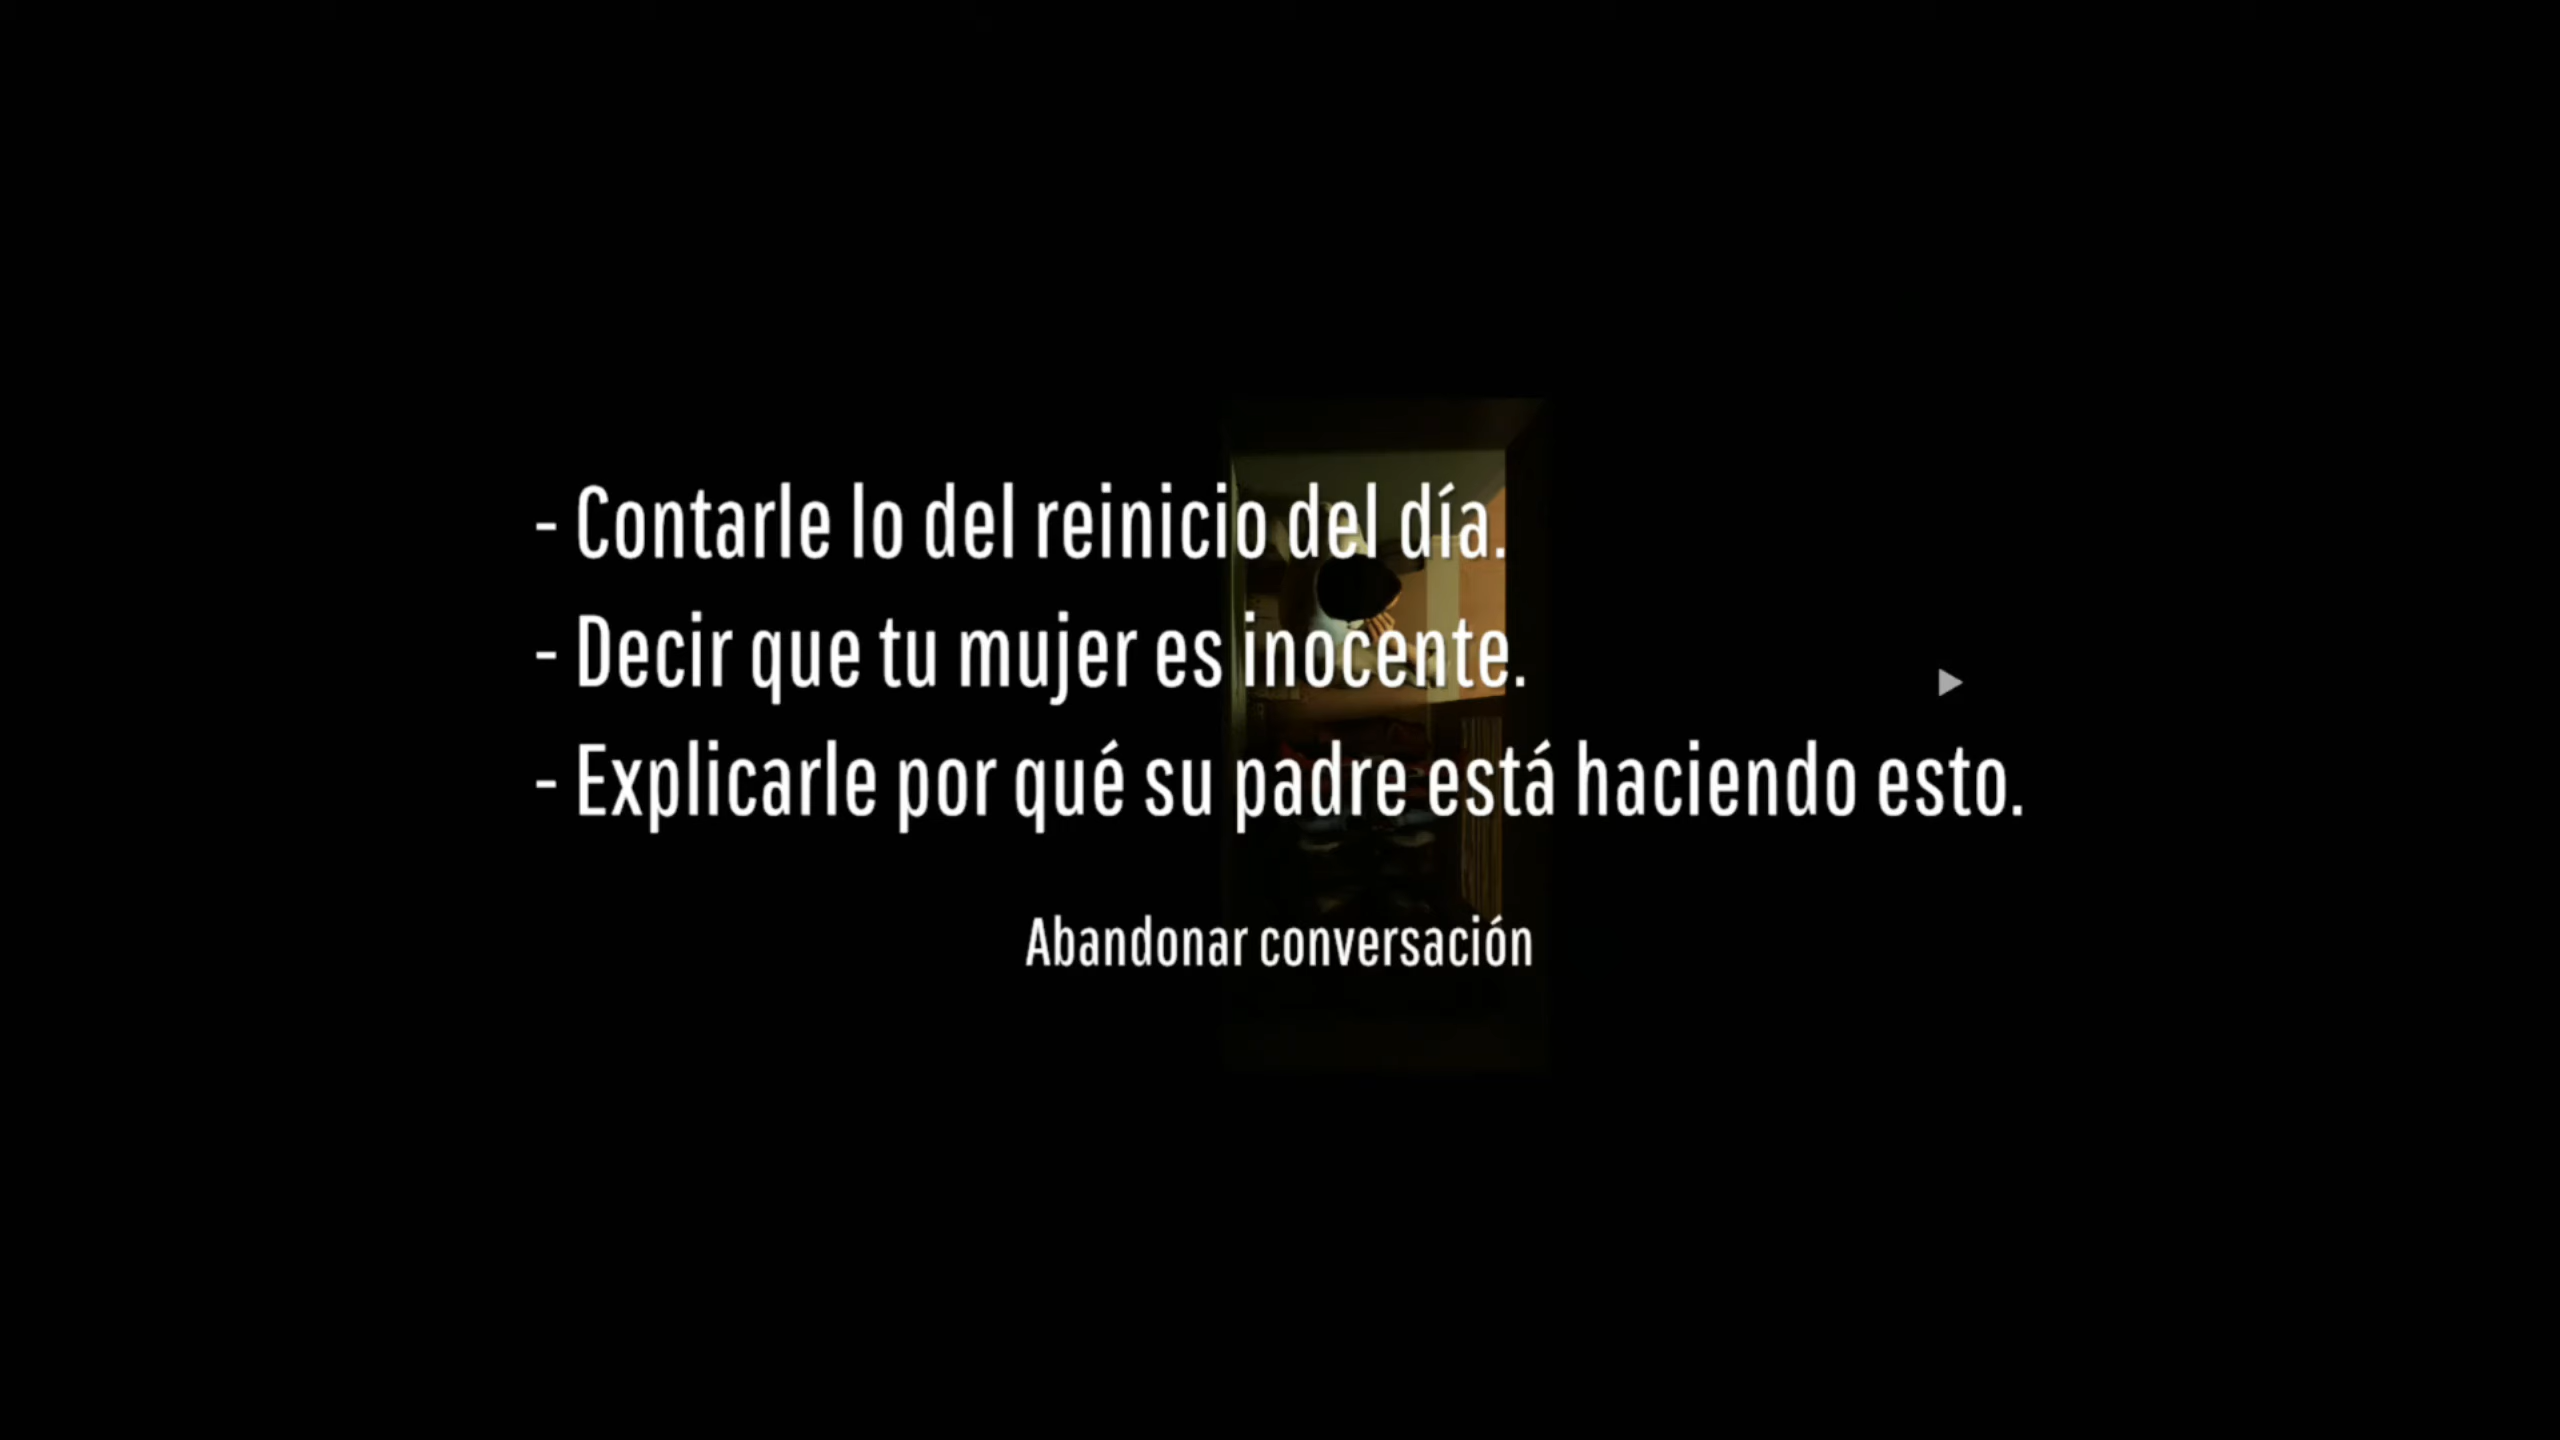 - Contarle lo del reinicio del día.
- Decir que tu mujer es inocente.
- Explicarle por qué su padre está haciendo esto.
Abandonar conversación